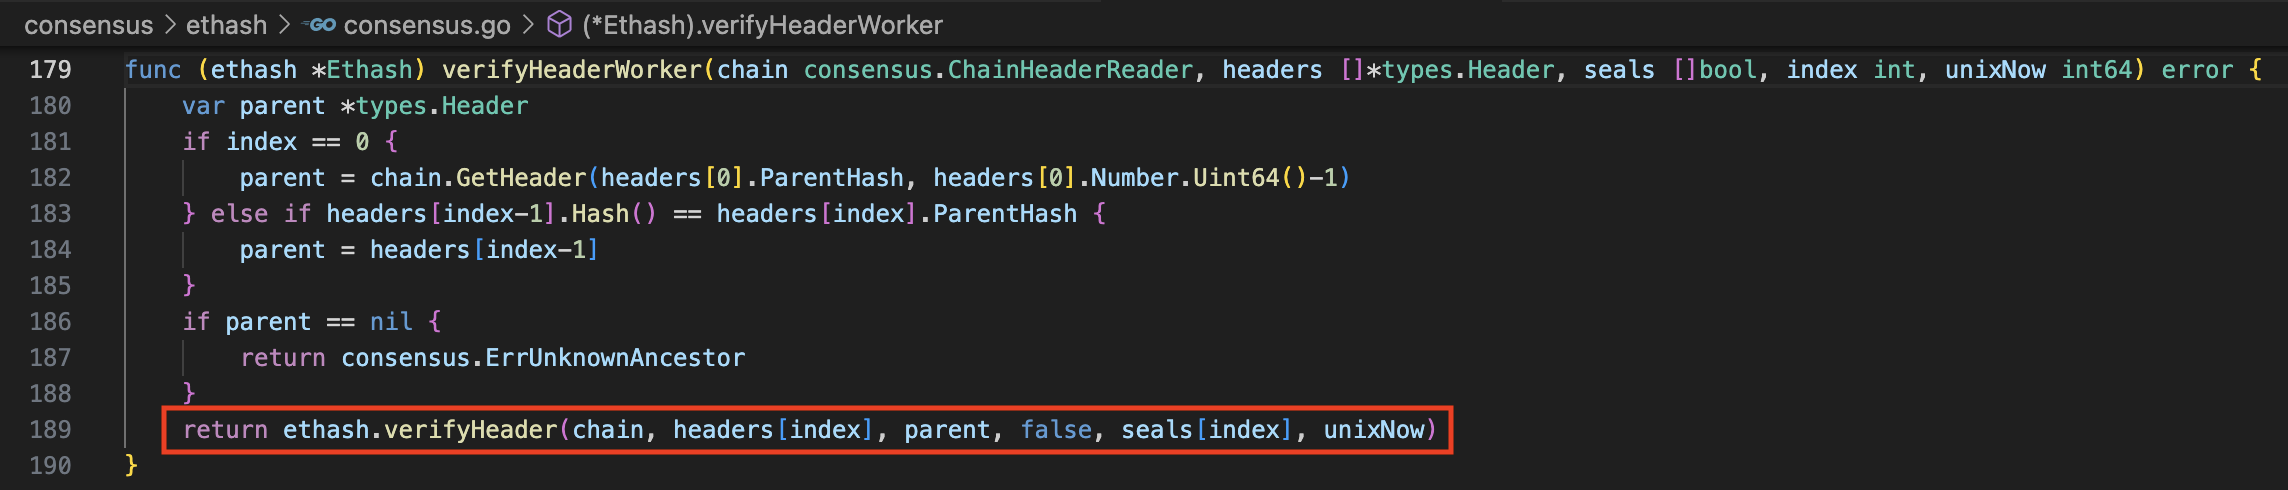 consensus > ethash > GO consensus.go > (*Ethash).verifyHeaderWorker
179 func (ethash *Ethash) verifyHeaderWorker(chain consensus.ChainHeaderReader, headers []*types.Header, seals []bool, index int, unixNow int64) error {
180 var parent *types.Header
181 if index == 0 {
182 parent = chain.GetHeader(headers[0].ParentHash, headers[0].Number.Uint64()-1)
183 } else if headers[index-1].Hash() == headers[index].ParentHash {
184 parent = headers[index-1]
185 }
186 if parent == nil {
187 return consensus.ErrUnknownAncestor
188 }
189 return ethash.verifyHeader(chain, headers[index], parent, false, seals[index], unixNow)
190 }